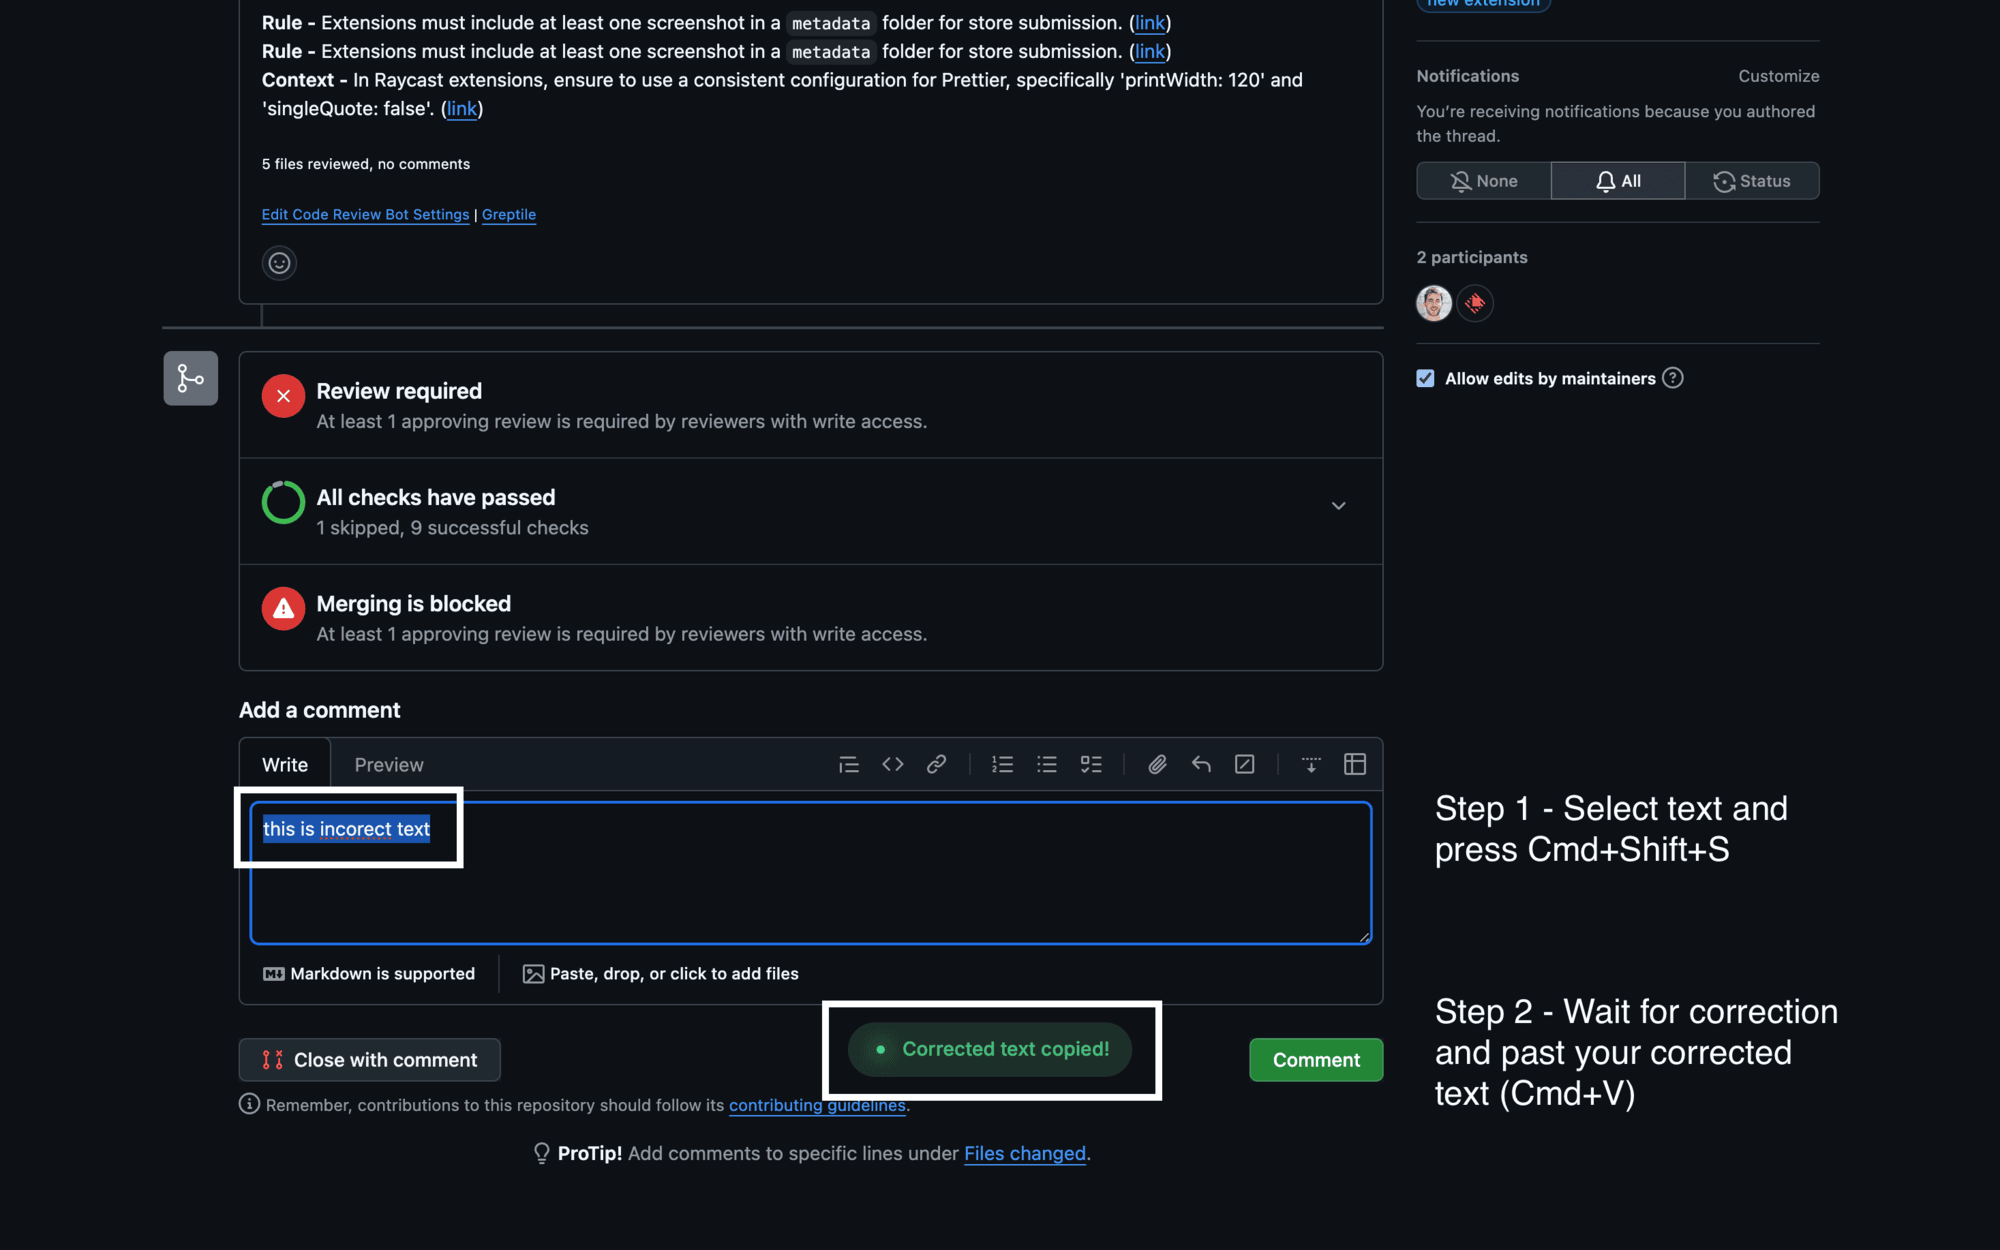 new extension
Rule - Extensions must include at least one screenshot in a metadata folder for store submission. (link)
Rule - Extensions must include at least one screenshot in a metadata folder for store submission. (link)
Context - In Raycast extensions, ensure to use a consistent configuration for Prettier, specifically 'printWidth: 120' and
'singleQuote: false'. (link)
5 files reviewed, no comments
Edit Code Review Bot Settings | Greptile
Notifications
Customize
You're receiving notifications because you authored
the thread.
None
All
Status
2 participants
Allow edits by maintainers
Review required
At least 1 approving review is required by reviewers with write access.
All checks have passed
1 skipped, 9 successful checks
Merging is blocked
At least 1 approving review is required by reviewers with write access.
Add a comment
Write
Preview
this is incorect text
Markdown is supported
Paste, drop, or click to add files
Close with comment
Corrected text copied!
Comment
Remember, contributions to this repository should follow its contributing guidelines.
ProTip! Add comments to specific lines under Files changed.
Step 1 - Select text and
press Cmd+Shift+S
Step 2 - Wait for correction
and past your corrected
text (Cmd+V)